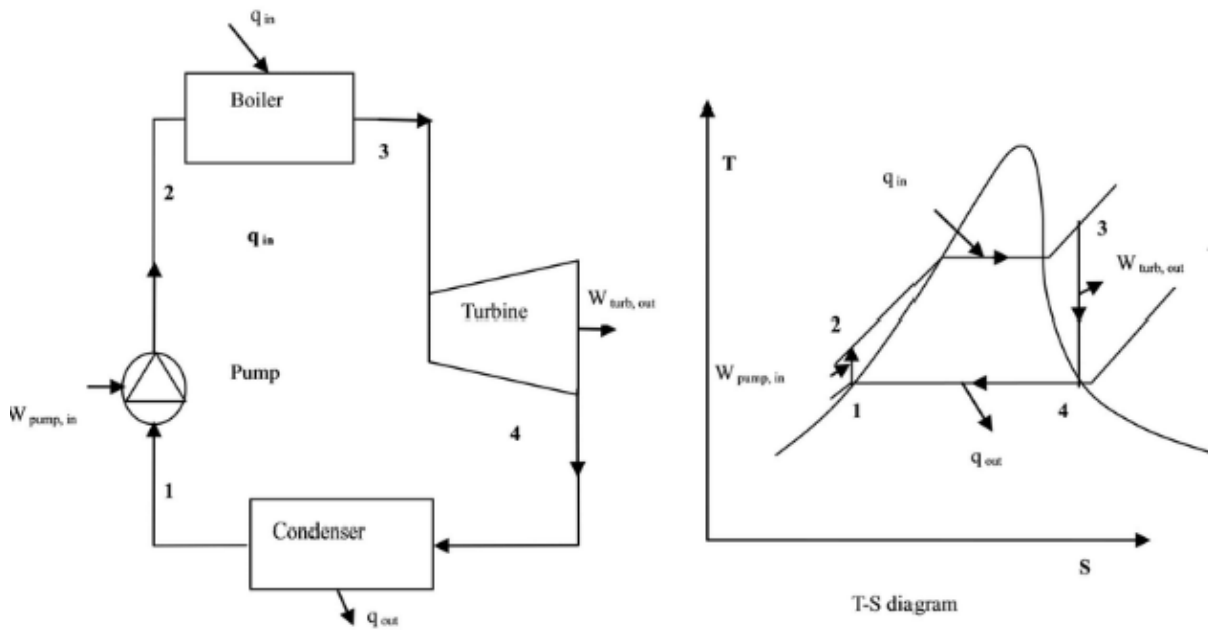 q in
Boiler
3
2
q in
W turb, out
Turbine
Pump
W pump, in
4
1
Condenser
q out
T
q in
3
W turb, out
2
W pump, in
1
4
q out
S
T-S diagram